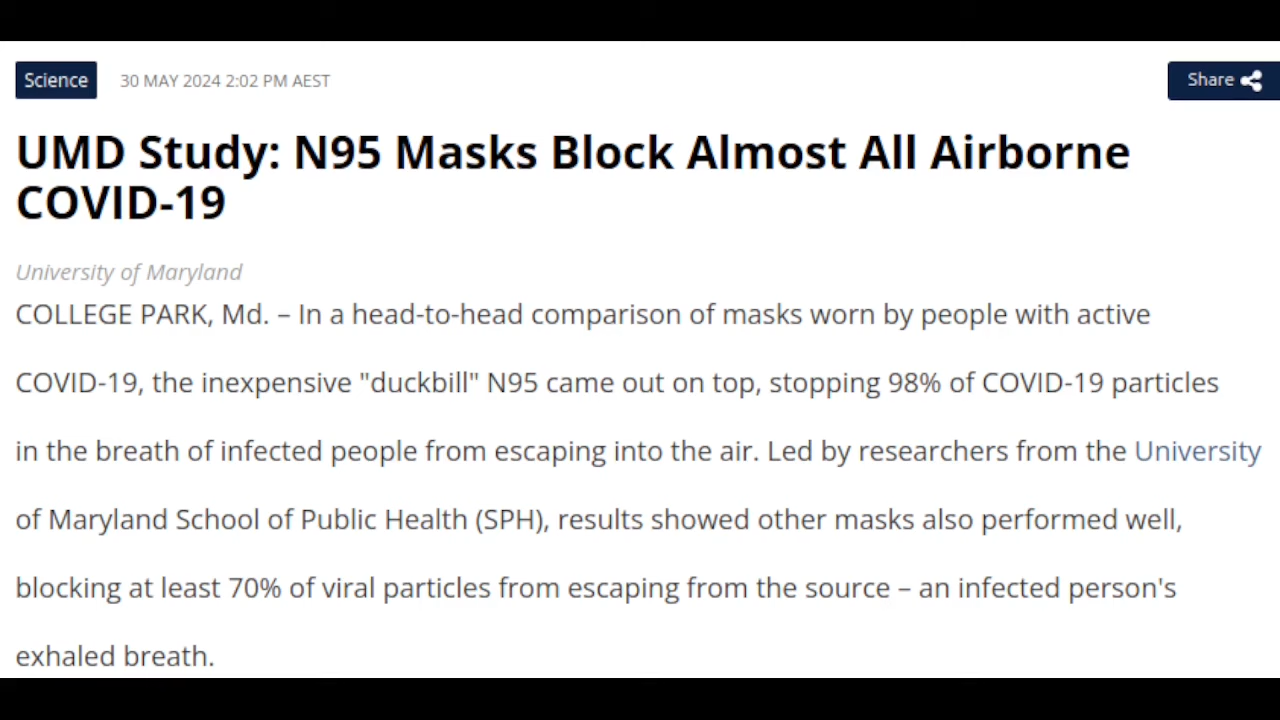 Science
30 MAY 2024 2:02 PM AEST
Share
UMD Study: N95 Masks Block Almost All Airborne
COVID-19
University of Maryland
COLLEGE PARK, Md. – In a head-to-head comparison of masks worn by people with active
COVID-19, the inexpensive "duckbill" N95 came out on top, stopping 98% of COVID-19 particles
in the breath of infected people from escaping into the air. Led by researchers from the University
of Maryland School of Public Health (SPH), results showed other masks also performed well,
blocking at least 70% of viral particles from escaping from the source – an infected person's
exhaled breath.